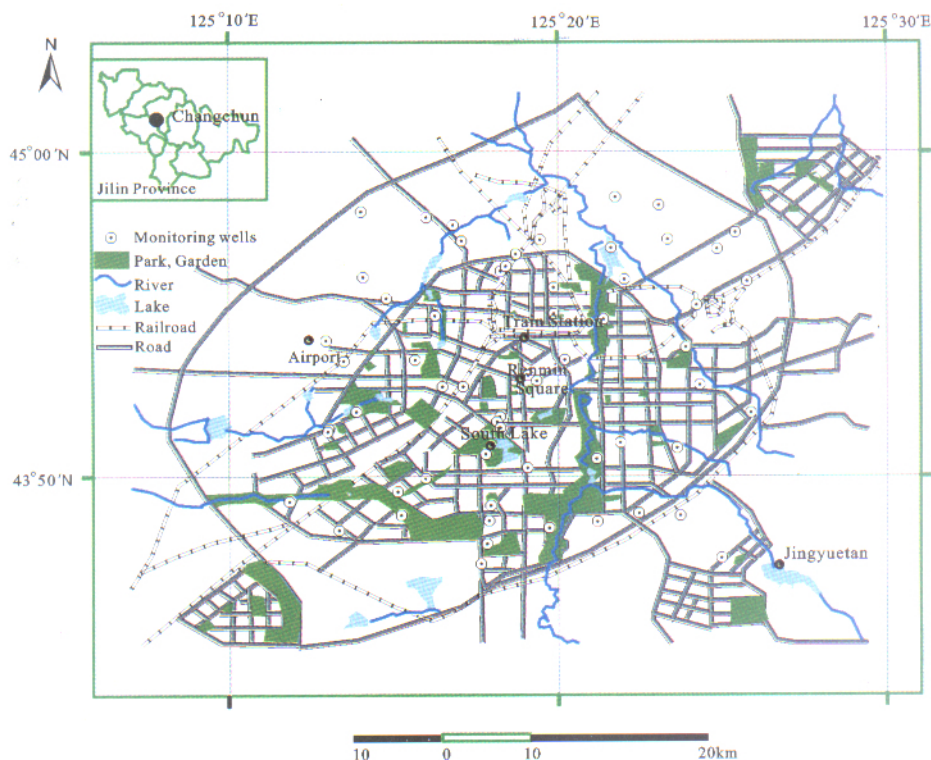 125°10′E
125°20′E
125°30′E
N
Changchun
45°00′N
Jilin Province
Monitoring wells
Park, Garden
River
Lake
Railroad
Road
Train Station
Airport
Renmin
Square
South Lake
43°50′N
Jingyuetan
10
0
10
20km